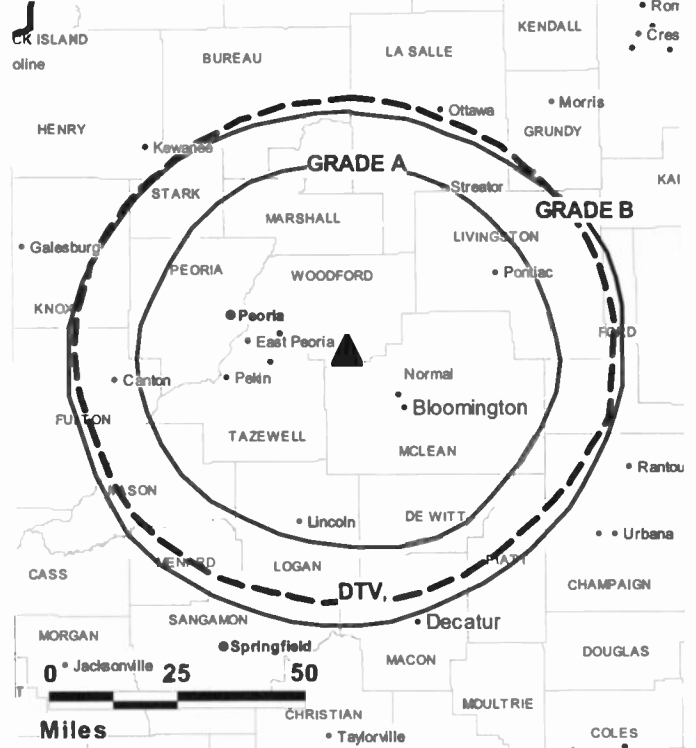 Ron
KENDALL
CK ISLAND
Cres
LA SALLE
BUREAU
oline
Morris
Ottawa
HENRY
GRUNDY
Kewanee
GRADE A
KAI
STARK
Streator
GRADE B
MARSHALL
LIVINGSTON
Galesburg
PEORIA
WOODFORD
Pontiac
KNOX
Peoria
FORD
East Peoria
Normal
Canton
Pekin
Bloomington
FULTON
TAZEWELL
MCLEAN
Rantou
MASON
Lincoln
DE WITT
Urbana
MENARD
LOGAN
PIATT
CASS
DTV,
CHAMPAIGN
SANGAMON
Decatur
MORGAN
Springfield
DOUGLAS
MACON
Jacksonville
0 25 50
T
MOULTRIE
CHRISTIAN
Miles
Taylorville
COLES